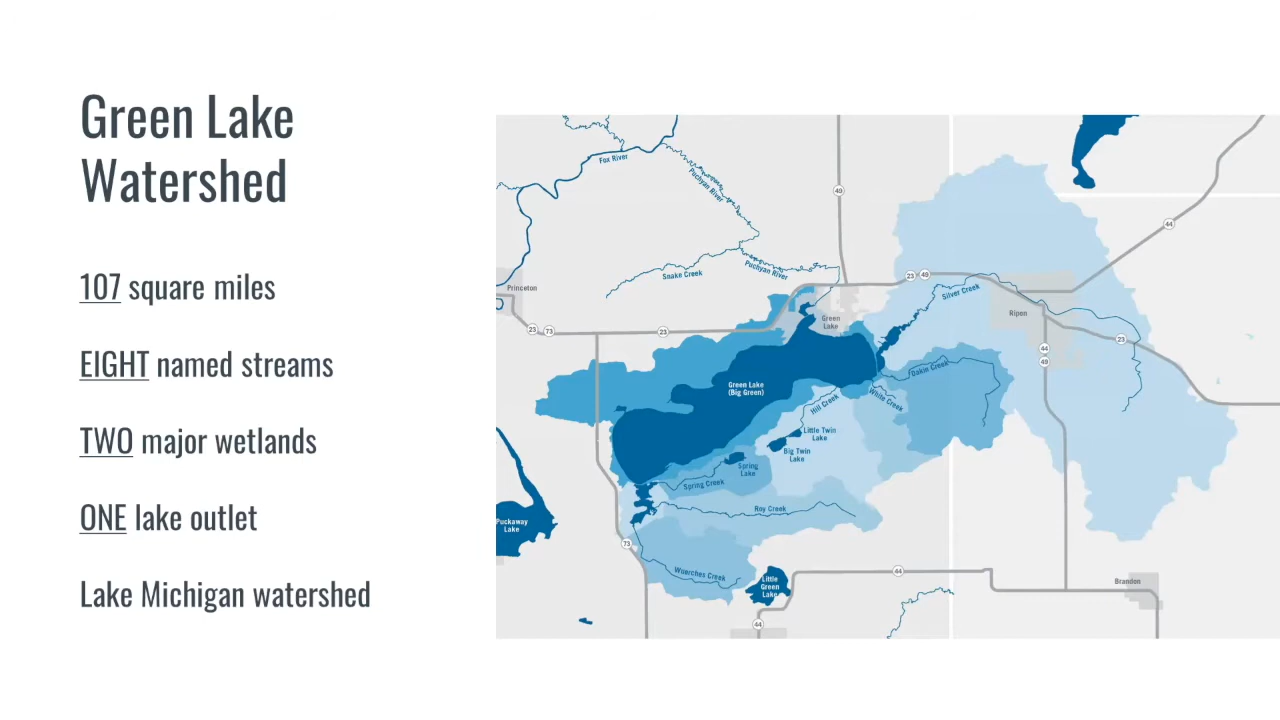 Green Lake
Watershed
107 square miles
EIGHT named streams
TWO major wetlands
ONE lake outlet
Lake Michigan watershed
Fox River
Puchyan River
49
44
Snake Creek
Puchyan River
23 49
Silver Creek
Princeton
Green
Lake
Ripon
23 73
23
23
44
49
Dakin Creek
Green Lake
(Big Green)
White Creek
Hill Creek
Little Twin
Lake
Big Twin
Lake
Spring
Lake
Spring Creek
Roy Creek
Puckaway
Lake
73
Wuerches Creek
Little
Green
Lake
44
Brandon
44